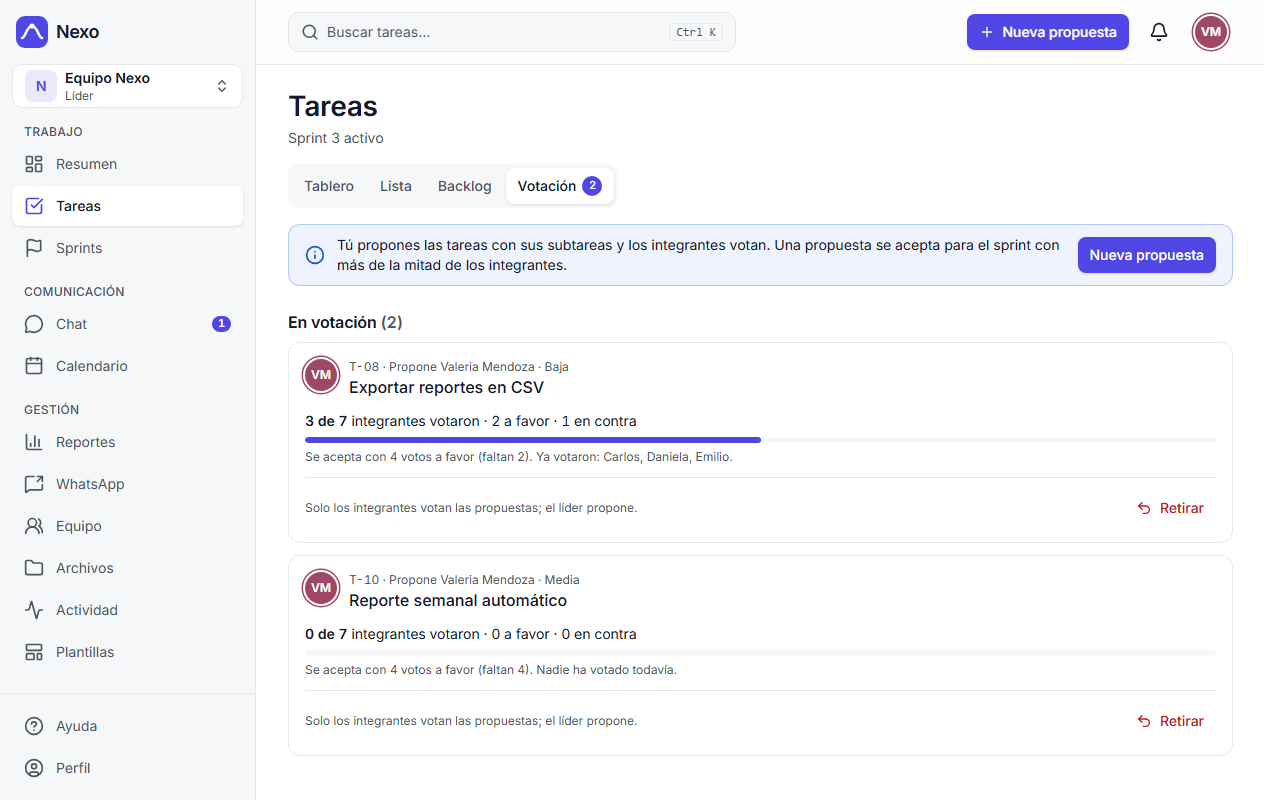 Nexo
Buscar tareas...
Ctrl K
+ Nueva propuesta
VM
N
Equipo Nexo
Líder
TRABAJO
Resumen
Tareas
Sprints
COMUNICACIÓN
Chat
1
Calendario
GESTIÓN
Reportes
WhatsApp
Equipo
Archivos
Actividad
Plantillas
Ayuda
Perfil
Tareas
Sprint 3 activo
Tablero
Lista
Backlog
Votación 2
Tú propones las tareas con sus subtareas y los integrantes votan. Una propuesta se acepta para el sprint con
más de la mitad de los integrantes.
Nueva propuesta
En votación (2)
VM
T-08 · Propone Valeria Mendoza · Baja
Exportar reportes en CSV
3 de 7 integrantes votaron · 2 a favor · 1 en contra
Se acepta con 4 votos a favor (faltan 2). Ya votaron: Carlos, Daniela, Emilio.
Solo los integrantes votan las propuestas; el líder propone.
Retirar
VM
T-10 · Propone Valeria Mendoza · Media
Reporte semanal automático
0 de 7 integrantes votaron · 0 a favor · 0 en contra
Se acepta con 4 votos a favor (faltan 4). Nadie ha votado todavía.
Solo los integrantes votan las propuestas; el líder propone.
Retirar